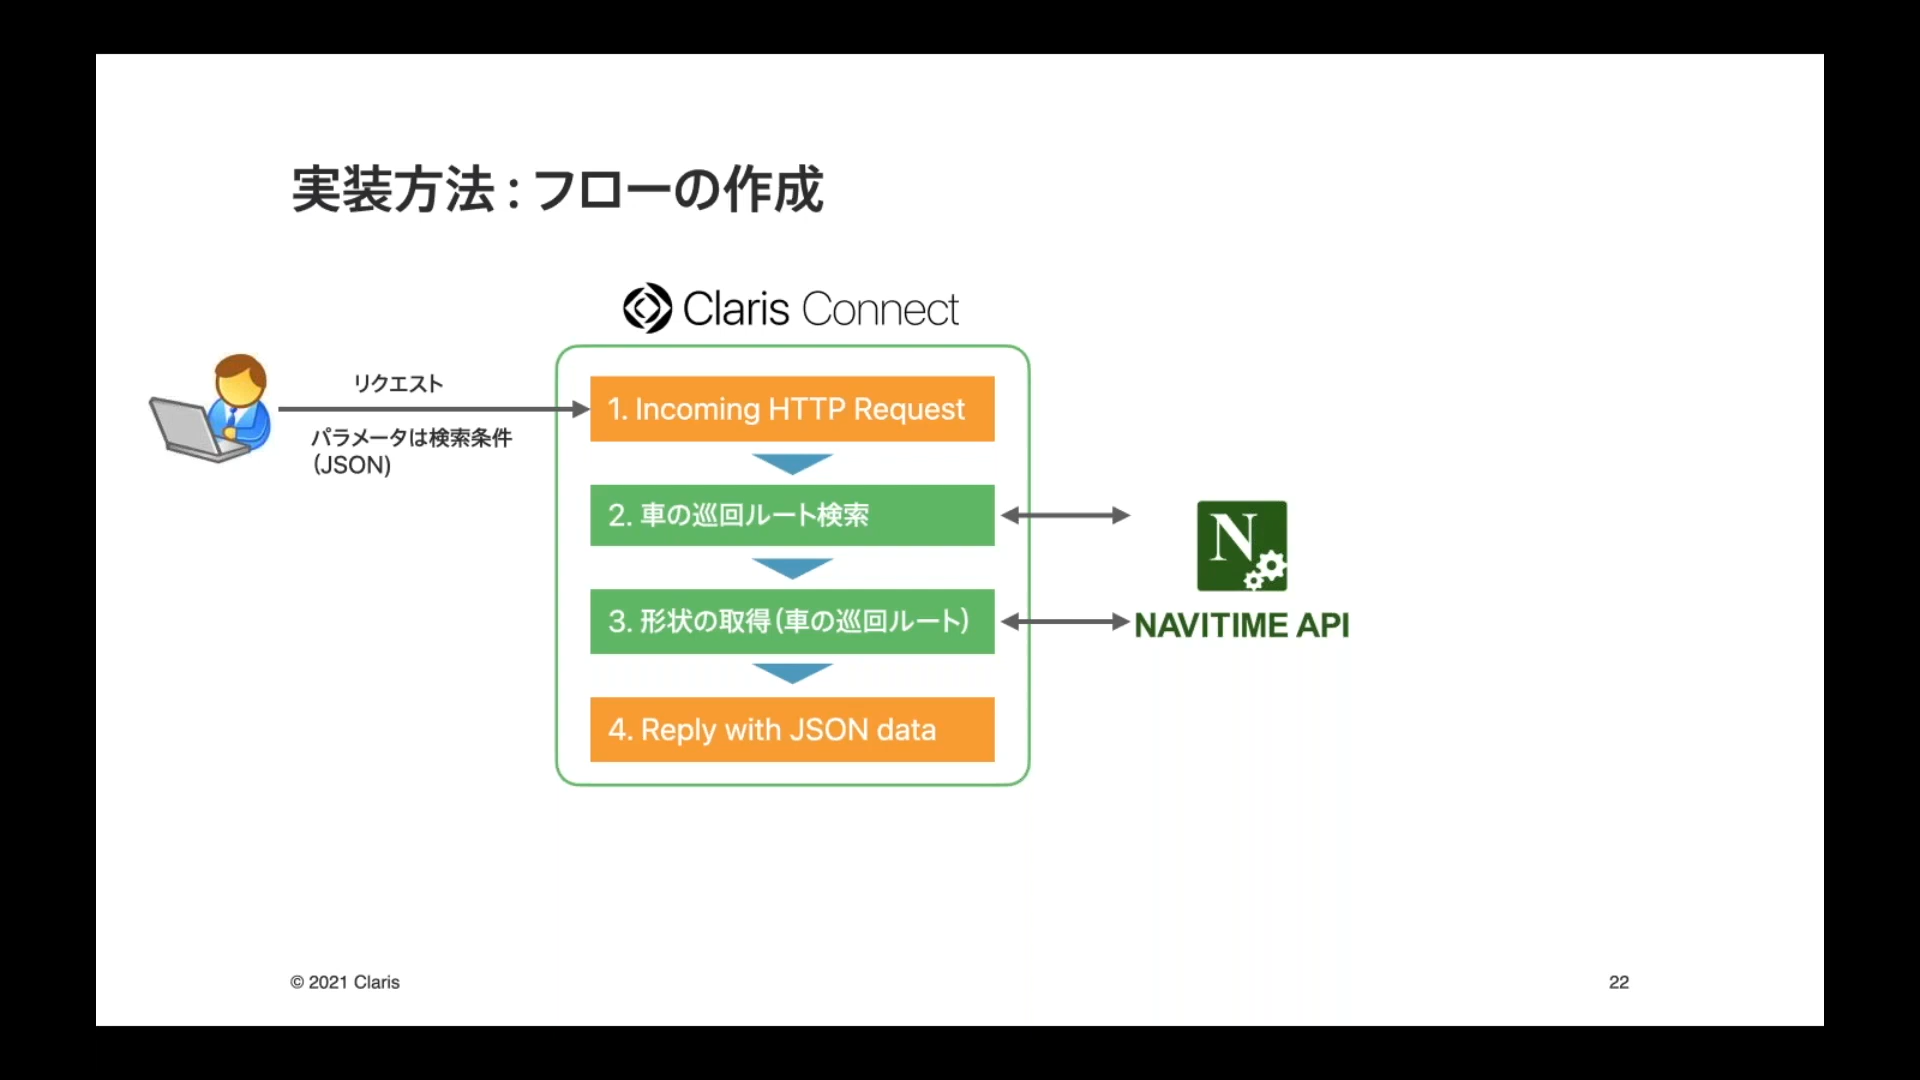 実装方法 : フローの作成
Claris Connect
リクエスト
パラメータは検索条件
(JSON)
1. Incoming HTTP Request
2. 車の巡回ルート検索
3. 形状の取得(車の巡回ルート)
4. Reply with JSON data
N
NAVITIME API
© 2021 Claris
22